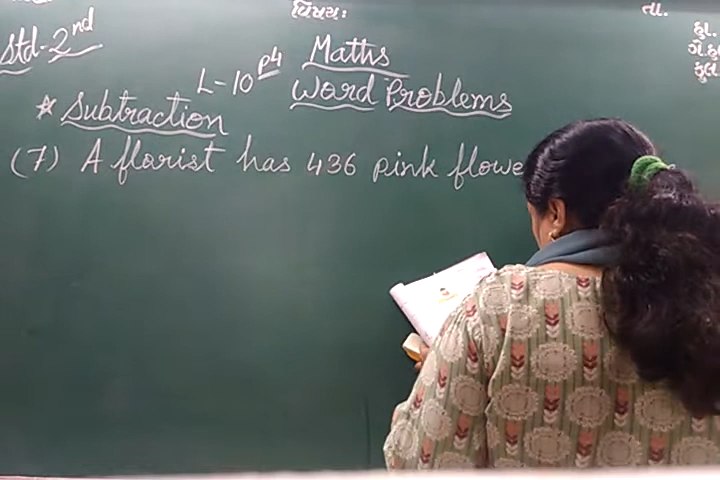 વિષય:
તા.
Std-2nd
Maths
L-10 P4
Word Problems
* Subtraction
(7) A florist has 436 pink flowe